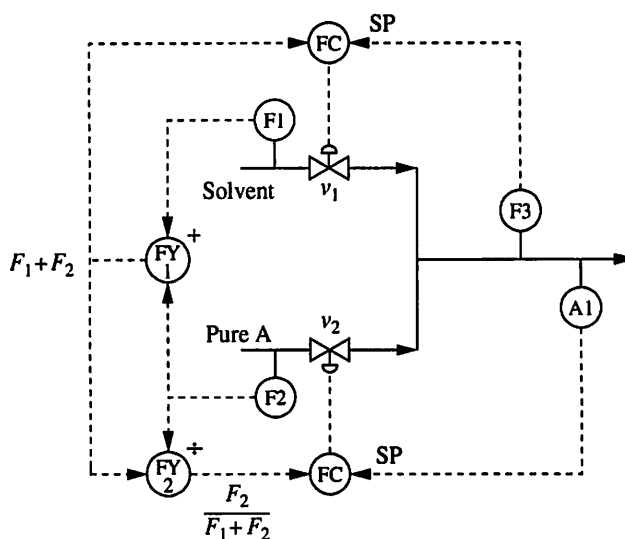 FC
SP
F1
Solvent
v1
F3
F1 + F2
FY
1
+
Pure A
v2
A1
F2
FY
2
÷
FC
SP
F2
F1 + F2